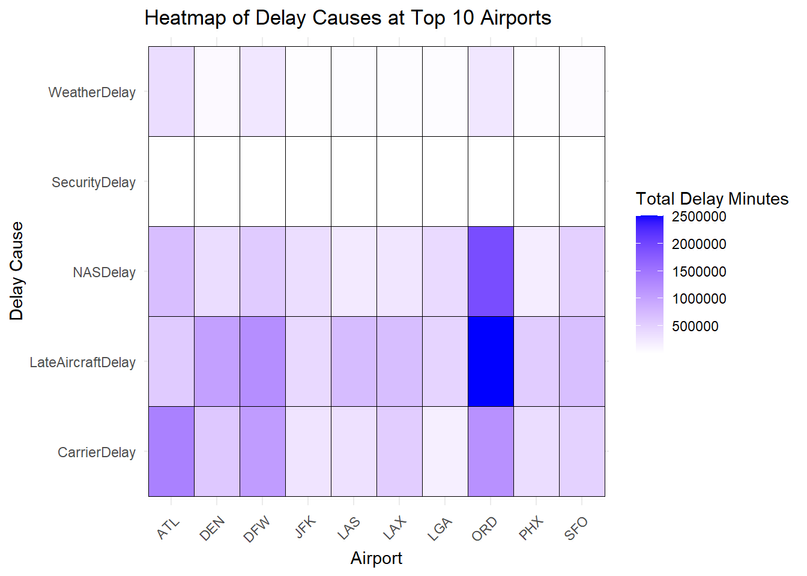 Heatmap of Delay Causes at Top 10 Airports
Delay Cause
WeatherDelay
SecurityDelay
NASDelay
LateAircraftDelay
CarrierDelay
ATL
DEN
DFW
JFK
LAS
LAX
LGA
ORD
PHX
SFO
Airport
Total Delay Minutes
2500000
2000000
1500000
1000000
500000